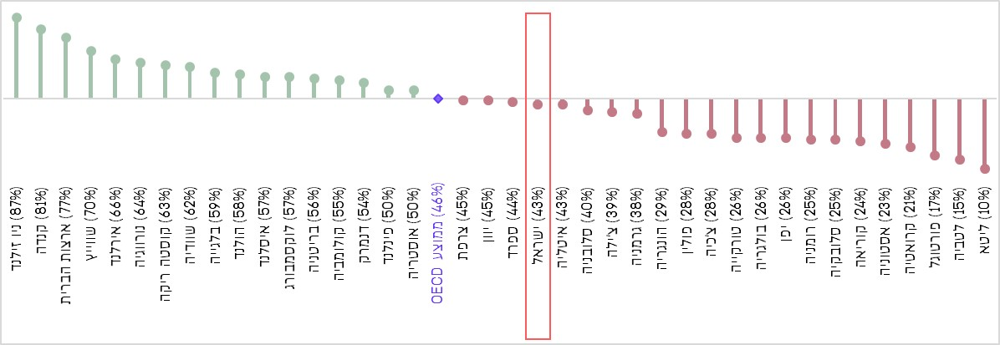 ניו זילנד (87%)
קנדה (81%)
ארצות הברית (77%)
שווייץ (70%)
אירלנד (66%)
נורווגיה (64%)
קוסטה ריקה (63%)
שוודיה (62%)
בלגייה (59%)
הולנד (58%)
איסלנד (57%)
לוקסמבורג (57%)
בריטניה (56%)
קולומביה (55%)
דנמרק (54%)
פינלנד (50%)
אוסטריה (50%)
ממוצע OECD (46%)
צרפת (45%)
יוון (45%)
ספרד (44%)
ישראל (43%)
איטליה (43%)
סלובניה (40%)
צ'ילה (39%)
גרמניה (38%)
הונגריה (29%)
פולין (28%)
צ'כיה (28%)
טורקייה (26%)
בולגריה (26%)
יפן (26%)
רומניה (25%)
סלובקיה (25%)
קוריאה (24%)
אסטוניה (23%)
קרואטיה (21%)
פורטוגל (17%)
לטביה (15%)
ליטא (10%)